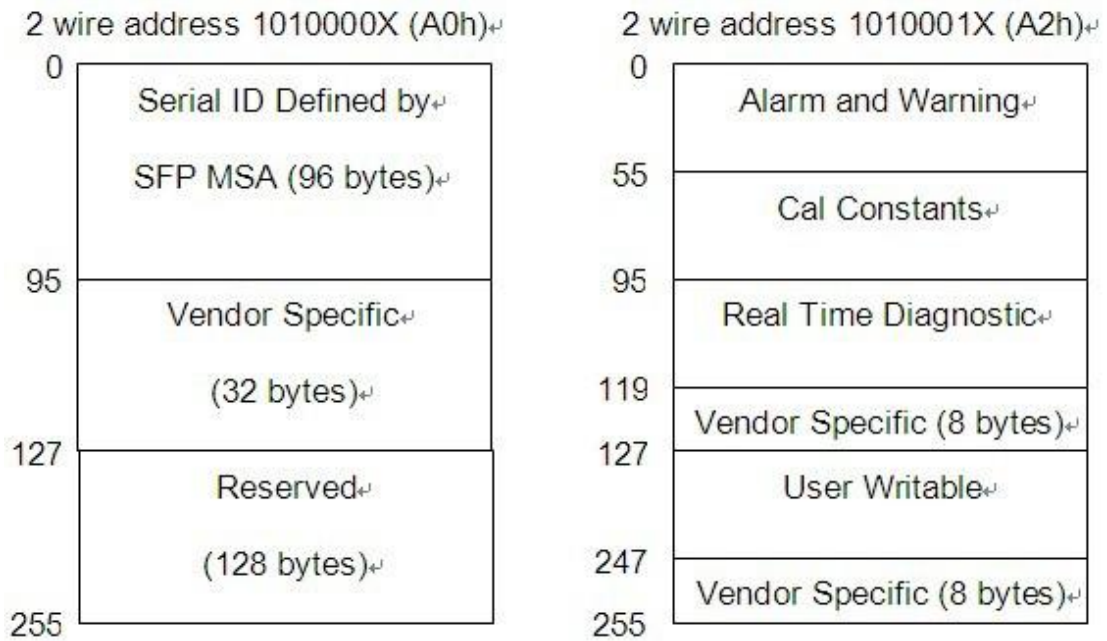 2 wire address 1010000X (A0h)↵
0
Serial ID Defined by↵
SFP MSA (96 bytes)↵
95
Vendor Specific↵
(32 bytes)↵
127
Reserved↵
(128 bytes)↵
255
2 wire address 1010001X (A2h)↵
0
Alarm and Warning↵
55
Cal Constants↵
95
Real Time Diagnostic↵
119
Vendor Specific (8 bytes)↵
127
User Writable↵
247
Vendor Specific (8 bytes)↵
255